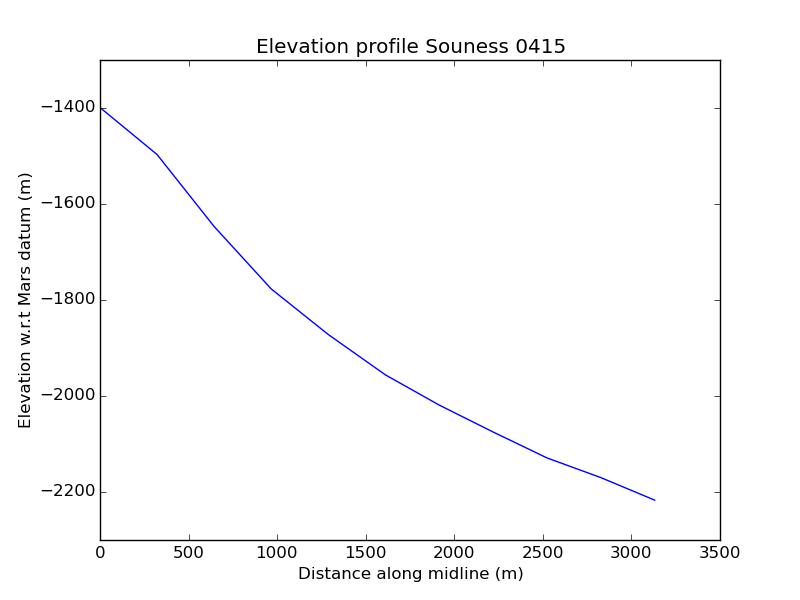 Elevation profile Souness 0415
Elevation w.r.t Mars datum (m)
−1400
−1600
−1800
−2000
−2200
0 500 1000 1500 2000 2500 3000 3500
Distance along midline (m)